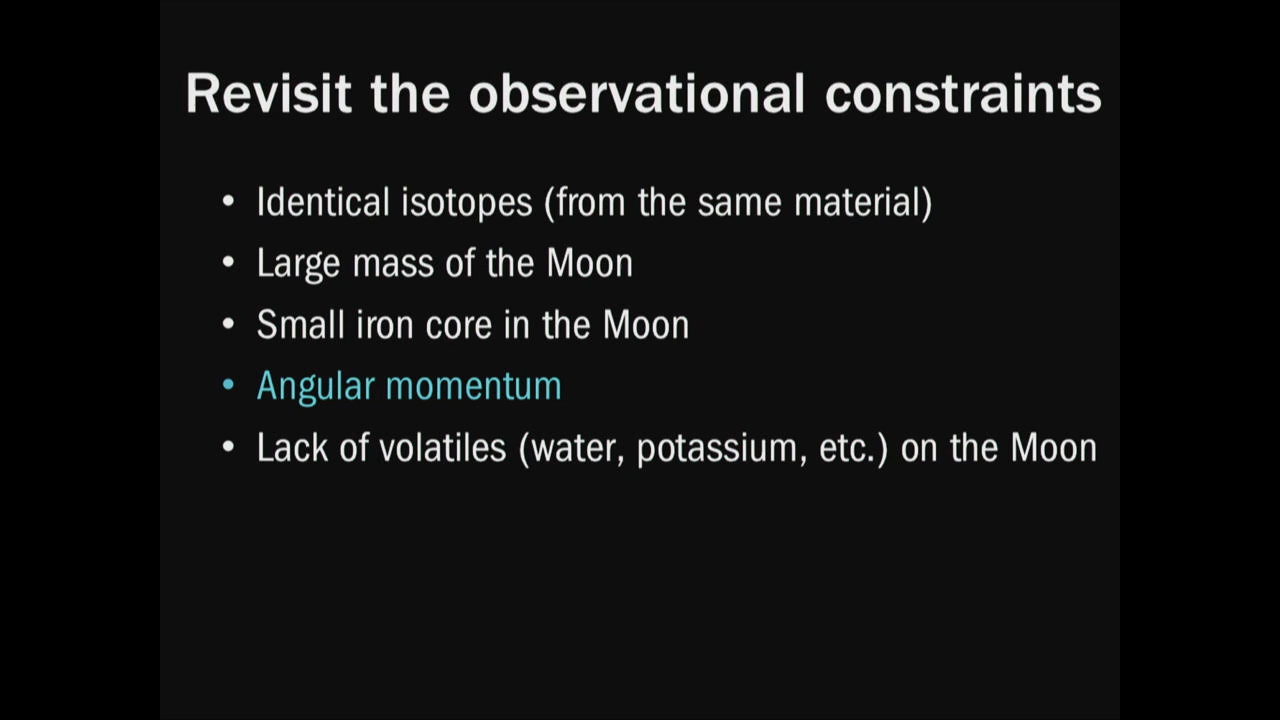 Revisit the observational constraints
• Identical isotopes (from the same material)
• Large mass of the Moon
• Small iron core in the Moon
• Angular momentum
• Lack of volatiles (water, potassium, etc.) on the Moon